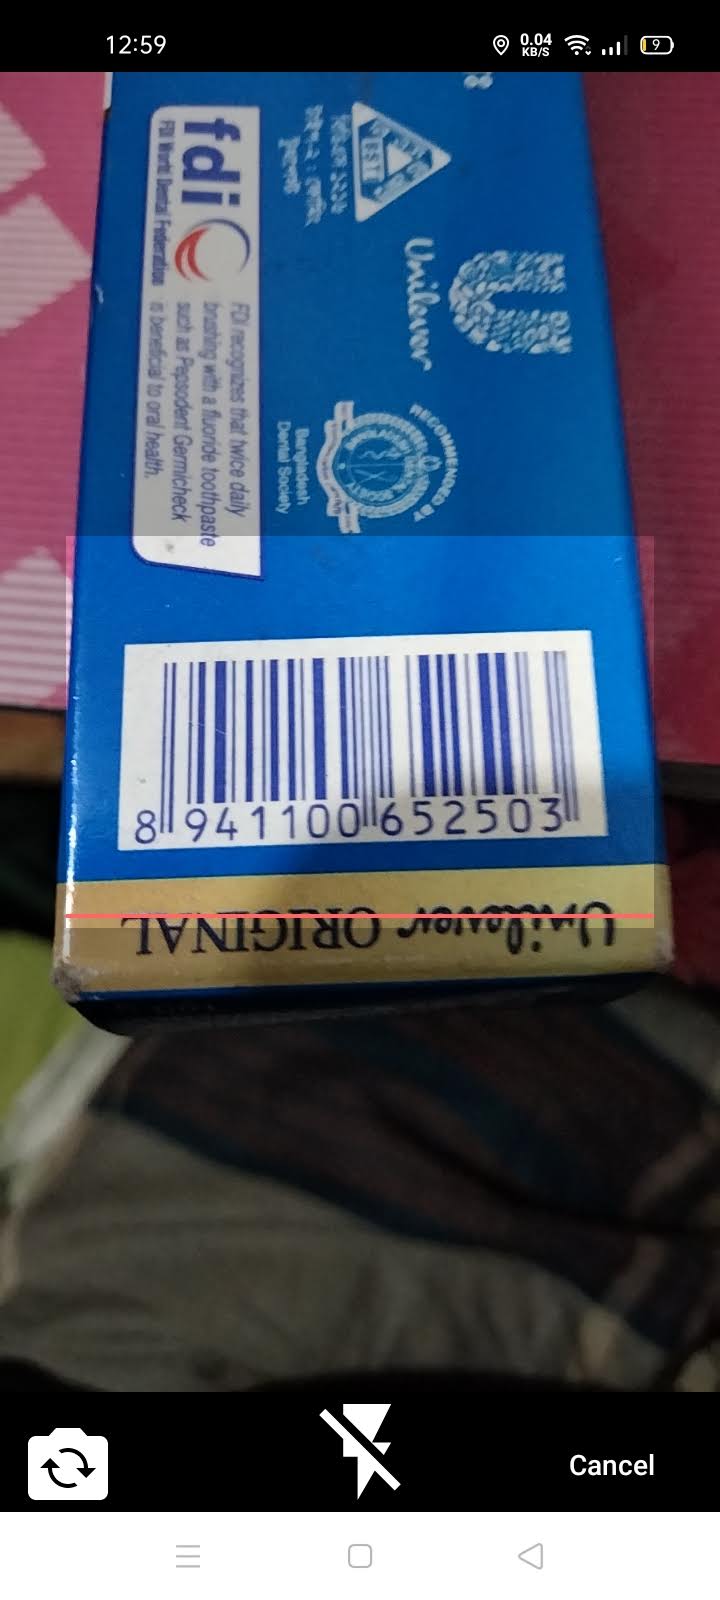 12:59
0.04
KB/S
9
fdi
FDI World Dental Federation
FDI recognizes that twice daily
brushing with a fluoride toothpaste
such as Pepsodent Germicheck
is beneficial to oral health.
Unilever
RECOMMENDED BY
Bangladesh
Dental Society
8 941100 652503
Unilever ORIGINAL
Cancel